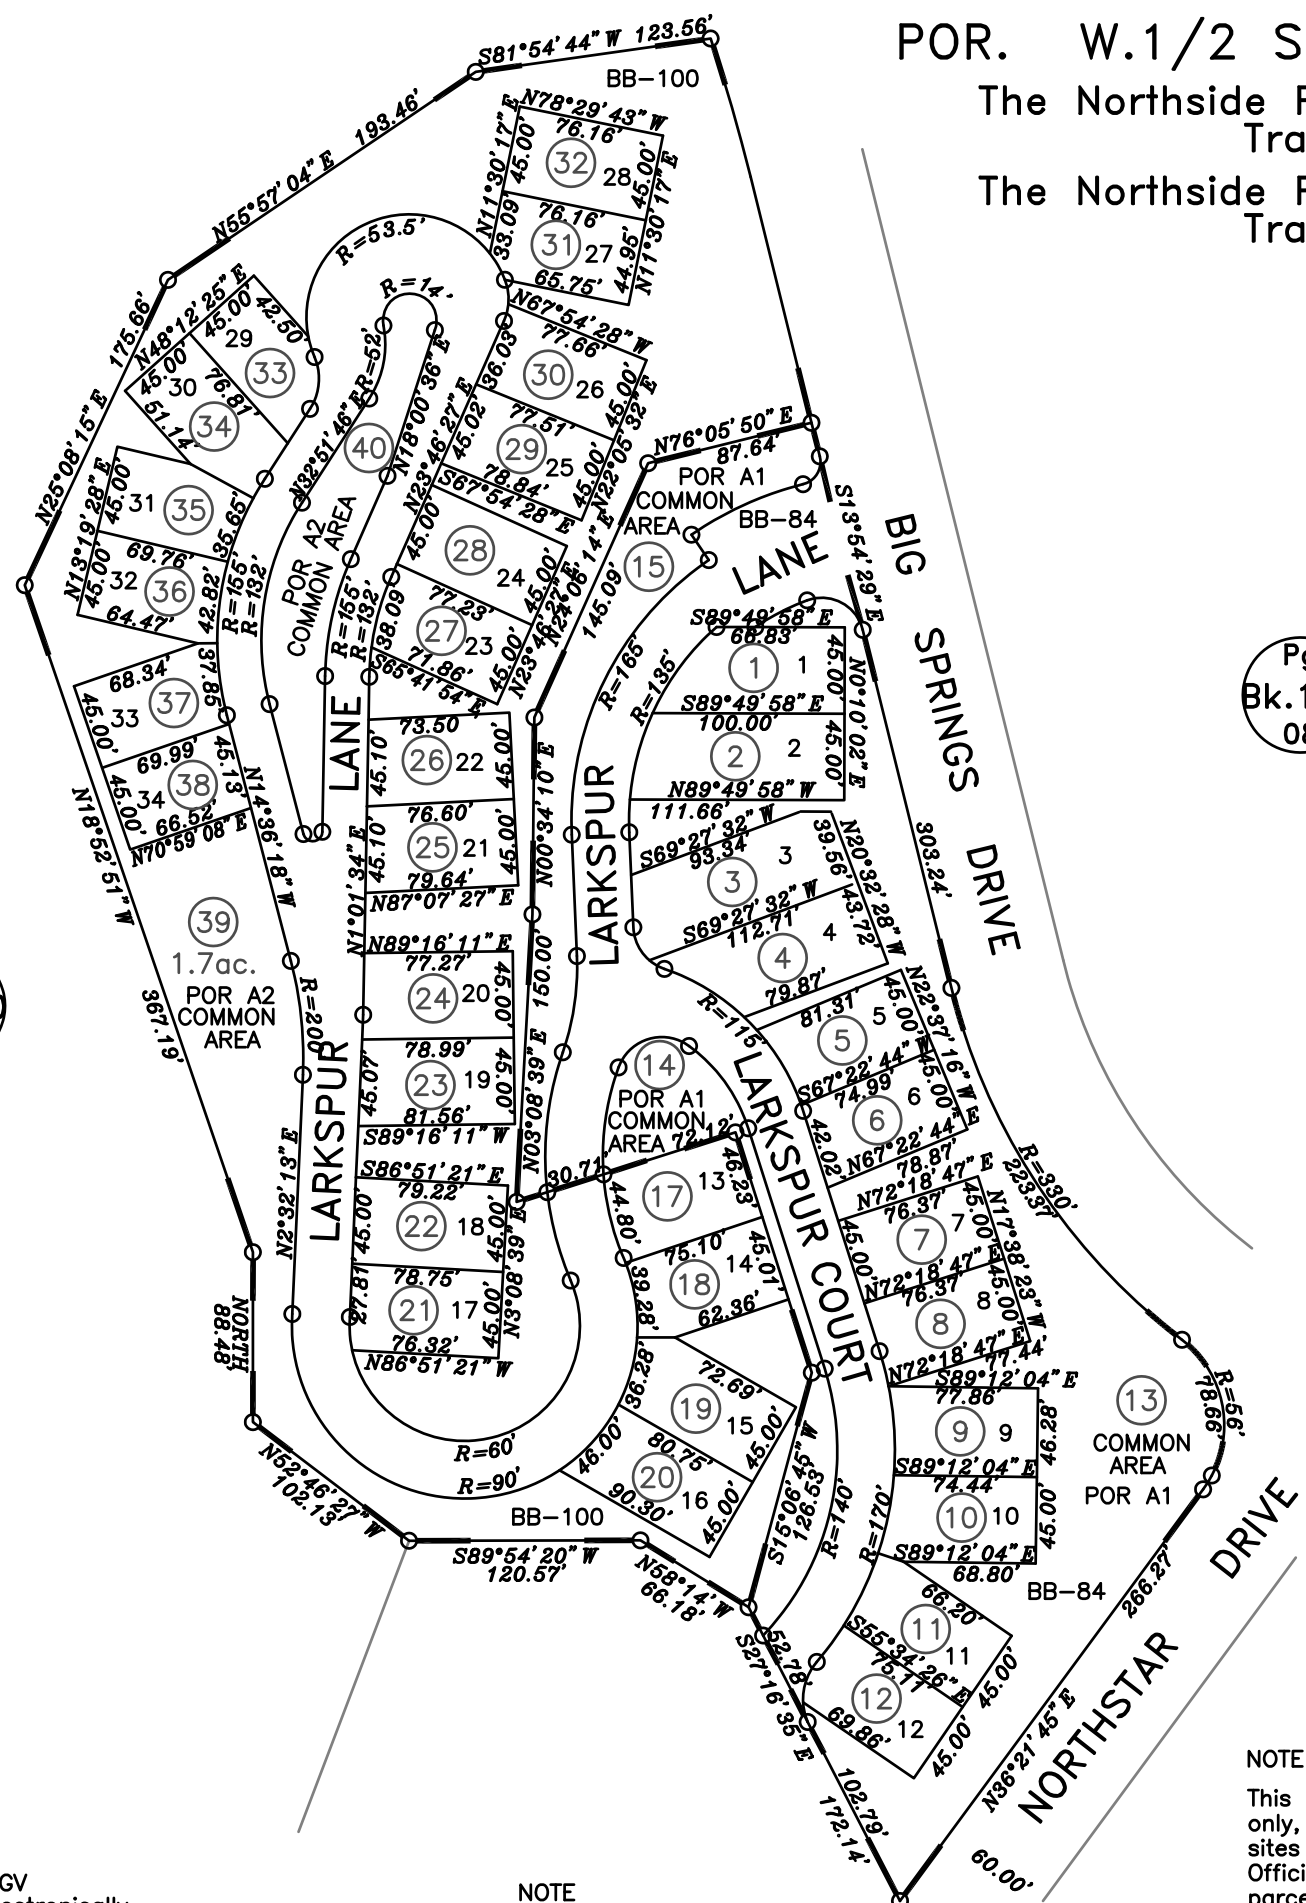 POR. W.1/2 S
The Northside P
Tra
The Northside P
Tra
S81°54'44"W 123.56'
BB-100
N55°57'04"E 193.46'
N78°29'43"W
76.16'
N11°30'17"E
45.00'
32
28
45.00'
N11°30'17"E
76.16'
33.09'
31
27
44.95'
65.75'
R=53.5'
R=14'
175.66'
N25°08'15"E
N48°12'25"E
45.00'
42.50'
29
33
45.00'
30
76.81'
34
51.14'
R=52'
N32°51'46"E
40
N18°00'36"E
N67°54'28"W
77.66'
36.03'
30
26
45.00'
N23°46'27"E
77.51'
45.02'
29
25
45.00'
N22°05'32"E
78.84'
S67°54'28"E
N76°05'50"E
87.64'
POR A1
COMMON
AREA
BB-84
15
S13°54'29"E
N13°19'28"E
45.00'
31
35
35.65'
69.76'
45.00'
32
36
42.82'
64.47'
R=155'
R=132'
POR A2
COMMON AREA
R=155'
R=132'
45.00'
28
24
45.00'
77.23'
38.09'
27
23
45.00'
N23°46'27"E
71.86'
S65°41'54"E
N24°06'14"E
145.09'
LANE
BIG SPRINGS DRIVE
R=165'
R=135'
S89°49'58"E
68.83'
1
1
45.00'
N0°10'02"E
S89°49'58"E
100.00'
2
2
45.00'
N89°49'58"W
111.66'
68.34'
45.00'
33
37
37.85'
69.99'
45.00'
34
38
45.13'
66.52'
N70°59'08"E
N14°36'18"W
N18°52'51"W
367.19'
39
1.7ac.
POR A2
COMMON
AREA
LANE
73.50
45.10'
26
22
45.00'
76.60'
45.10'
25
21
45.00'
79.64'
N87°07'27"E
N1°01'34"E
N00°34'10"E
150.00'
LARKSPUR
S69°27'32"W
93.34'
3
3
39.56'
N20°32'28"W
S69°27'32"W
112.71'
4
4
43.72'
79.87'
303.24'
N89°16'11"E
77.27'
24
20
45.00'
78.99'
45.07'
23
19
45.00'
81.56'
S89°16'11"W
N03°08'39"E
R=200'
R=115'
81.31'
5
5
45.00'
N22°37'16"W
S67°22'44"W
74.99
6
6
45.00'
42.02'
N67°22'44"E
78.87'
LARKSPUR
N2°32'13"E
S86°51'21"E
79.22'
45.00'
22
18
45.00'
N3°08'39"E
78.75'
27.81'
21
17
45.00'
76.32'
N86°51'21"W
14
POR A1
COMMON
AREA
72.12'
30.71'
17
13
46.23'
44.80'
75.10'
18
14
45.01'
39.28'
62.36'
LARKSPUR COURT
N72°18'47"E
76.37'
7
7
45.00'
45.00'
N17°38'23"W
N72°18'47"E
76.37'
8
8
45.00'
N72°18'47"E
77.44'
R=330'
223.37'
NORTH
88.48'
N52°46'27"W
102.13'
R=60'
R=90'
36.28'
72.69'
19
15
45.00'
46.00'
80.75'
20
16
45.00'
90.30'
BB-100
S89°54'20"W
120.57'
N58°14'W
66.18'
S15°06'45"W
126.53'
R=140'
R=170'
S89°12'04"E
77.86'
9
9
46.28'
S89°12'04"E
74.44'
10
10
45.00'
S89°12'04"E
68.80'
BB-84
13
COMMON
AREA
POR A1
R=56'
78.66'
66.20'
11
11
45.00'
S55°34'26"E
75.11'
12
12
45.00'
69.86'
52.78'
S27°16'35"E
102.79'
172.14'
266.27'
N36°21'45"E
NORTHSTAR DRIVE
60.00'
Bk.1
08
NOTE
This
only,
sites
Offici
parce
GV
NOTE